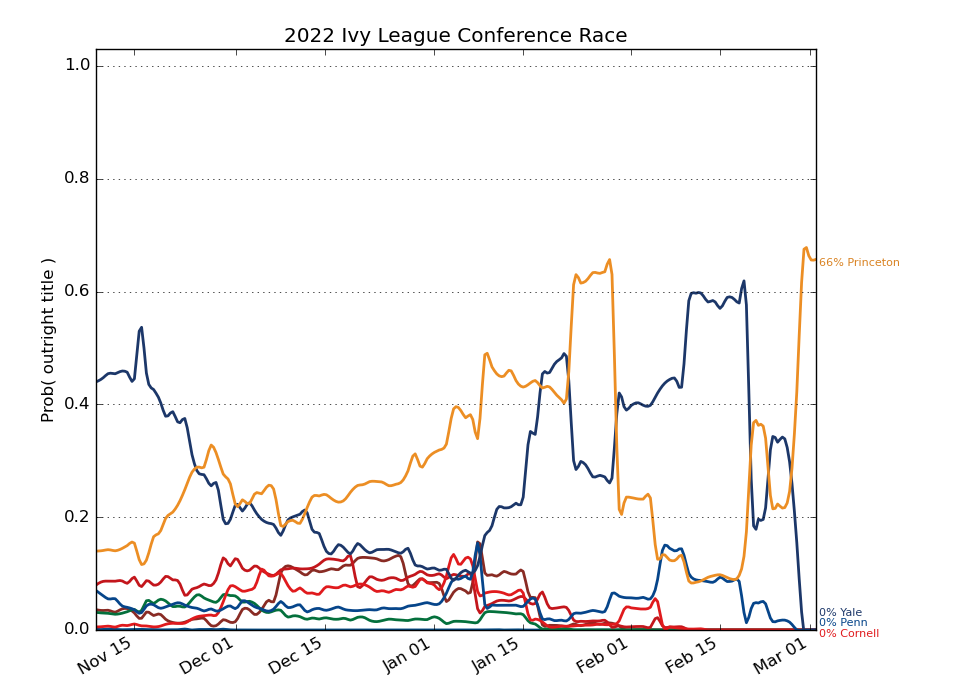 2022 Ivy League Conference Race
Prob( outright title )
1.0
0.8
0.6
0.4
0.2
0.0
66% Princeton
0% Yale
0% Penn
0% Cornell
Nov 15
Dec 01
Dec 15
Jan 01
Jan 15
Feb 01
Feb 15
Mar 01